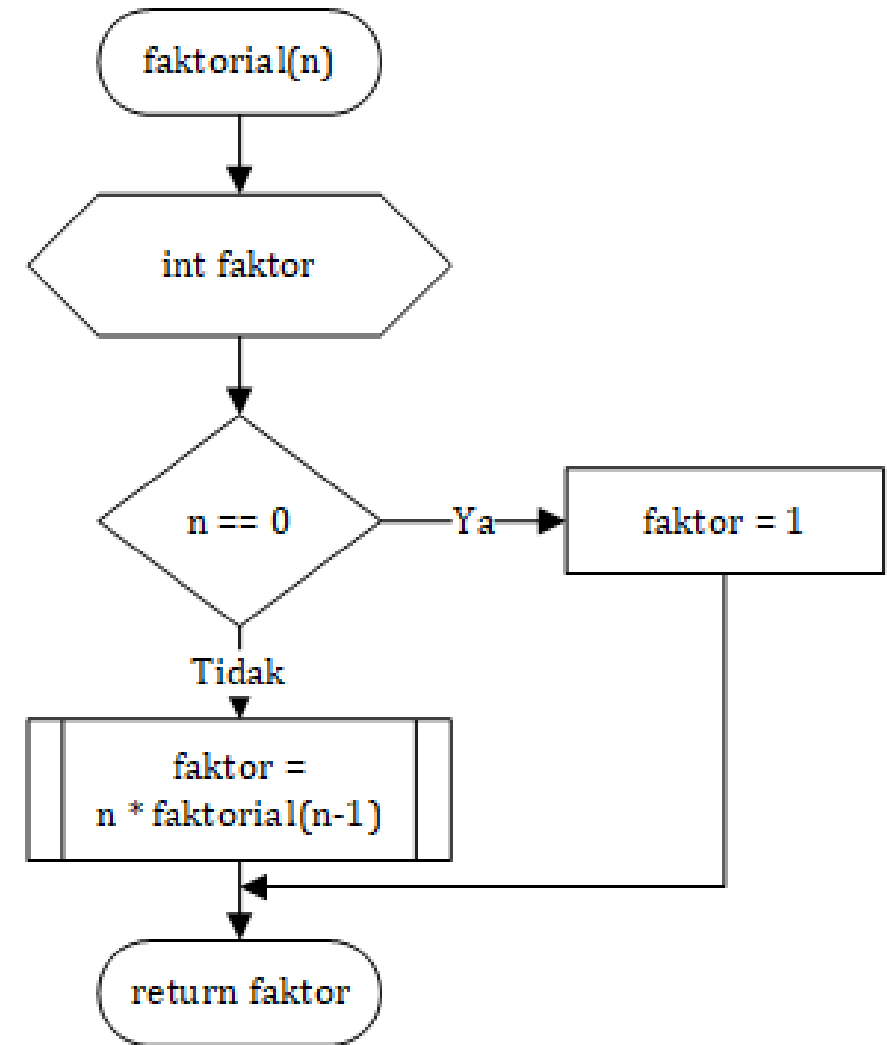 faktorial(n)
int faktor
n == 0
Ya
faktor = 1
Tidak
faktor =
n * faktorial(n-1)
return faktor